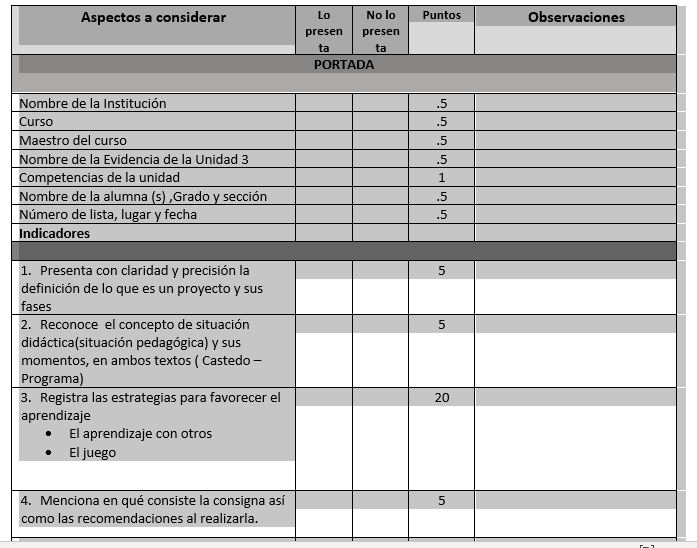 Aspectos a considerar Lo presen ta No lo presen ta Puntos Observaciones
PORTADA
Nombre de la Institución .5
Curso .5
Maestro del curso .5
Nombre de la Evidencia de la Unidad 3 .5
Competencias de la unidad 1
Nombre de la alumna (s) ,Grado y sección .5
Número de lista, lugar y fecha .5
Indicadores
1. Presenta con claridad y precisión la 5
definición de lo que es un proyecto y sus
fases
2. Reconoce el concepto de situación 5
didáctica(situación pedagógica) y sus
momentos, en ambos textos ( Castedo –
Programa)
3. Registra las estrategias para favorecer el 20
aprendizaje
• El aprendizaje con otros
• El juego
4. Menciona en qué consiste la consigna así 5
como las recomendaciones al realizarla.